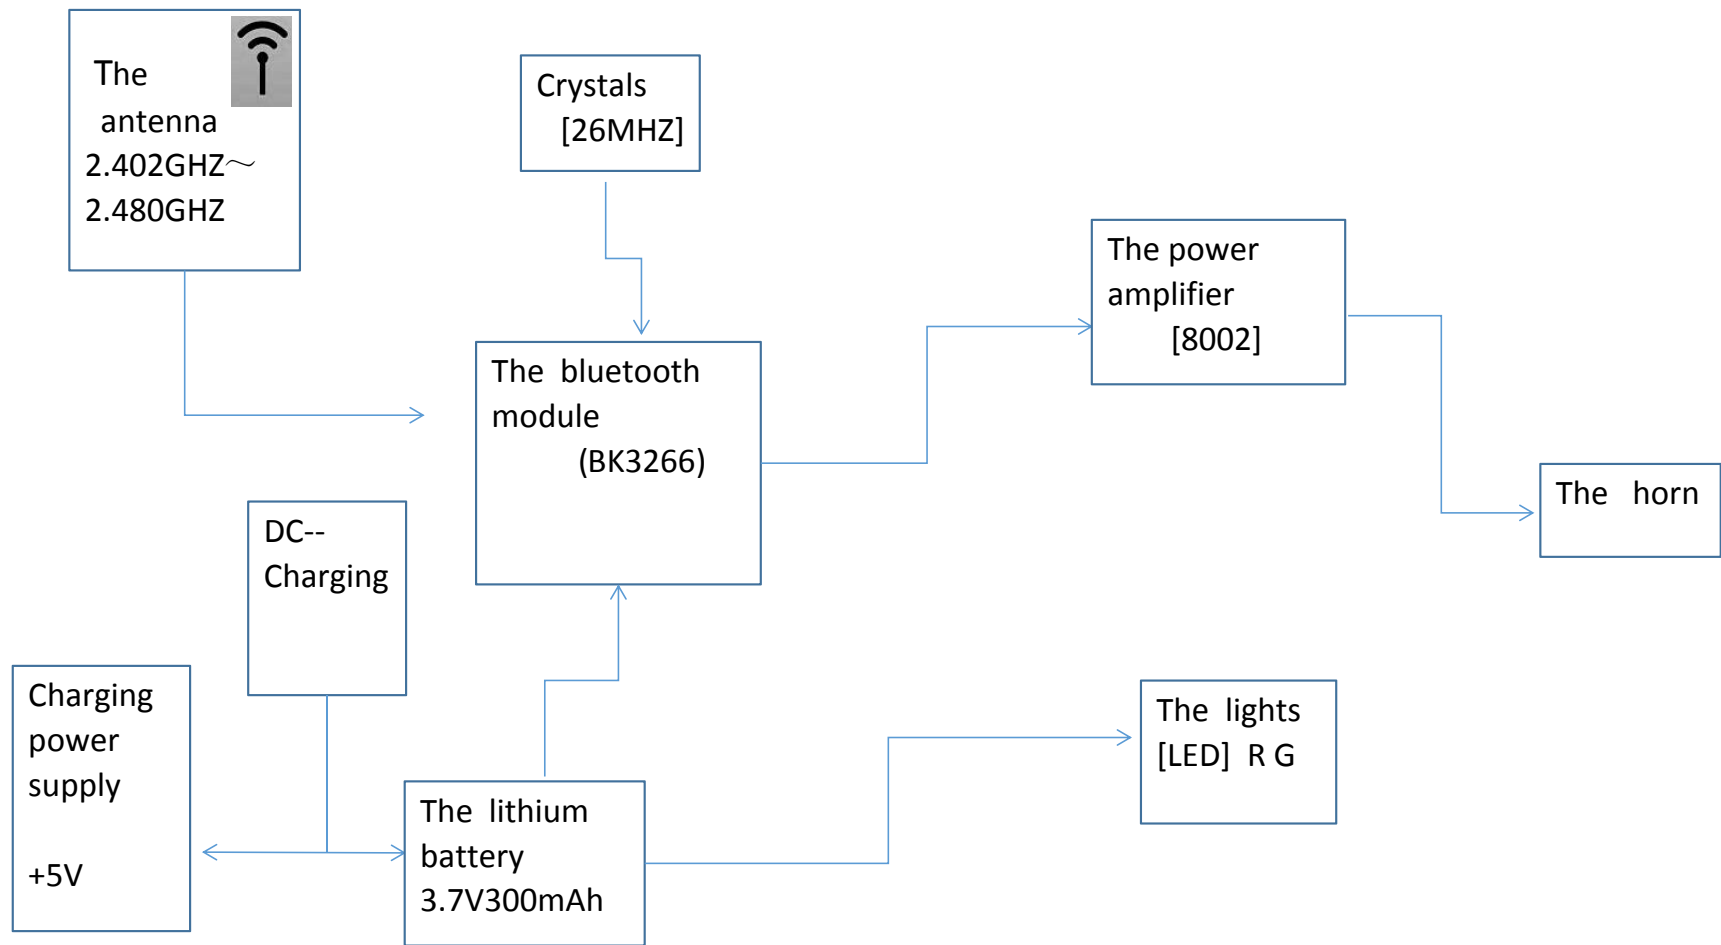 The
antenna
2.402GHZ～
2.480GHZ
Crystals
[26MHZ]
The power
amplifier
[8002]
The bluetooth
module
(BK3266)
The horn
DC--
Charging
Charging
power
supply
+5V
The lights
[LED] R G
The lithium
battery
3.7V300mAh